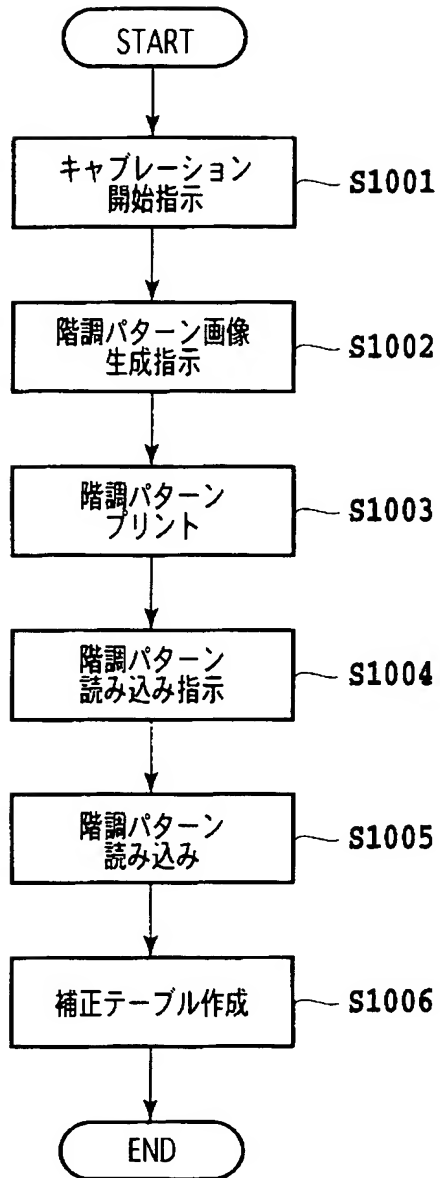 START
キャブレーション
開始指示
S1001
階調パターン画像
生成指示
S1002
階調パターン
プリント
S1003
階調パターン
読み込み指示
S1004
階調パターン
読み込み
S1005
補正テーブル作成
S1006
END